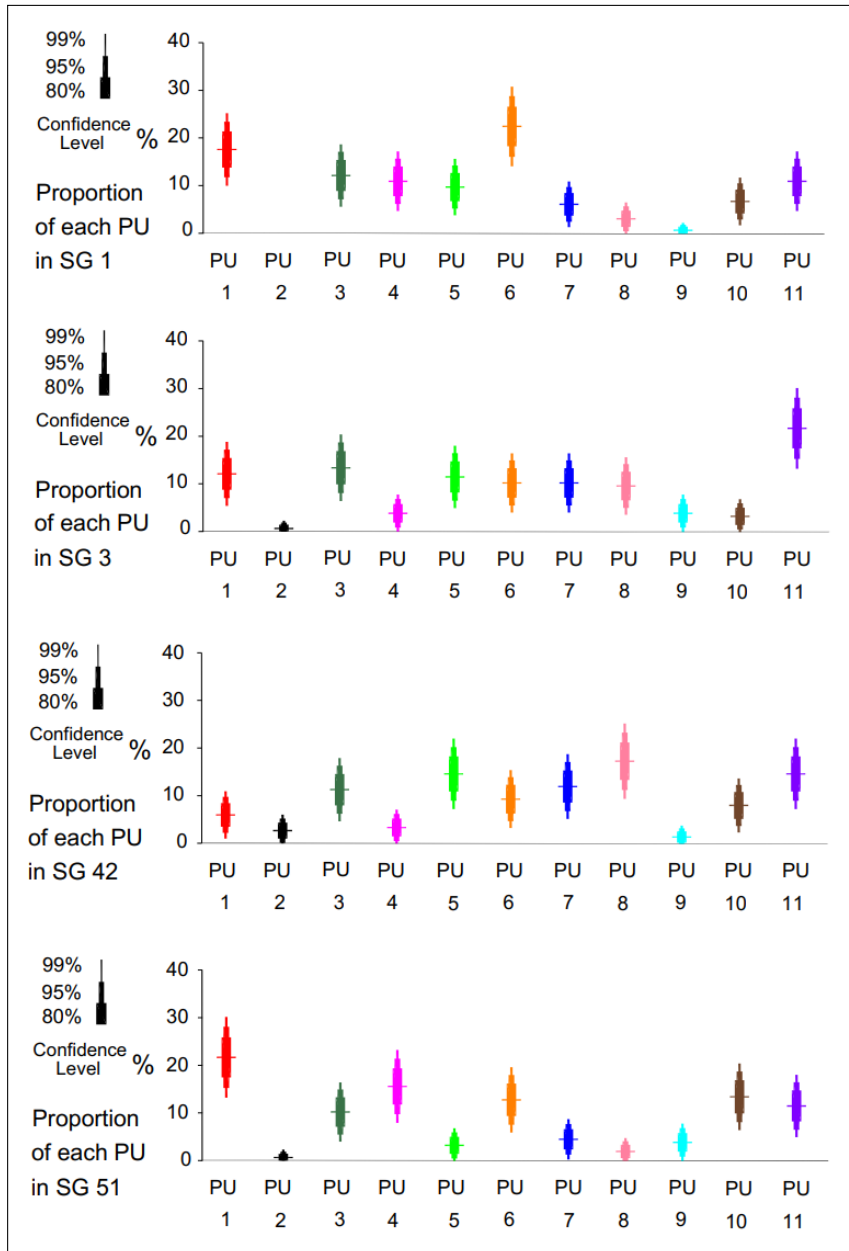 99%
95%
80%
Confidence
Level
%
Proportion
of each PU
in SG 1
40
30
20
10
0
PU PU PU PU PU PU PU PU PU PU PU
1 2 3 4 5 6 7 8 9 10 11
99%
95%
80%
Confidence
Level
%
Proportion
of each PU
in SG 3
40
30
20
10
0
PU PU PU PU PU PU PU PU PU PU PU
1 2 3 4 5 6 7 8 9 10 11
99%
95%
80%
Confidence
Level
%
Proportion
of each PU
in SG 42
40
30
20
10
0
PU PU PU PU PU PU PU PU PU PU PU
1 2 3 4 5 6 7 8 9 10 11
99%
95%
80%
Confidence
Level
%
Proportion
of each PU
in SG 51
40
30
20
10
0
PU PU PU PU PU PU PU PU PU PU PU
1 2 3 4 5 6 7 8 9 10 11